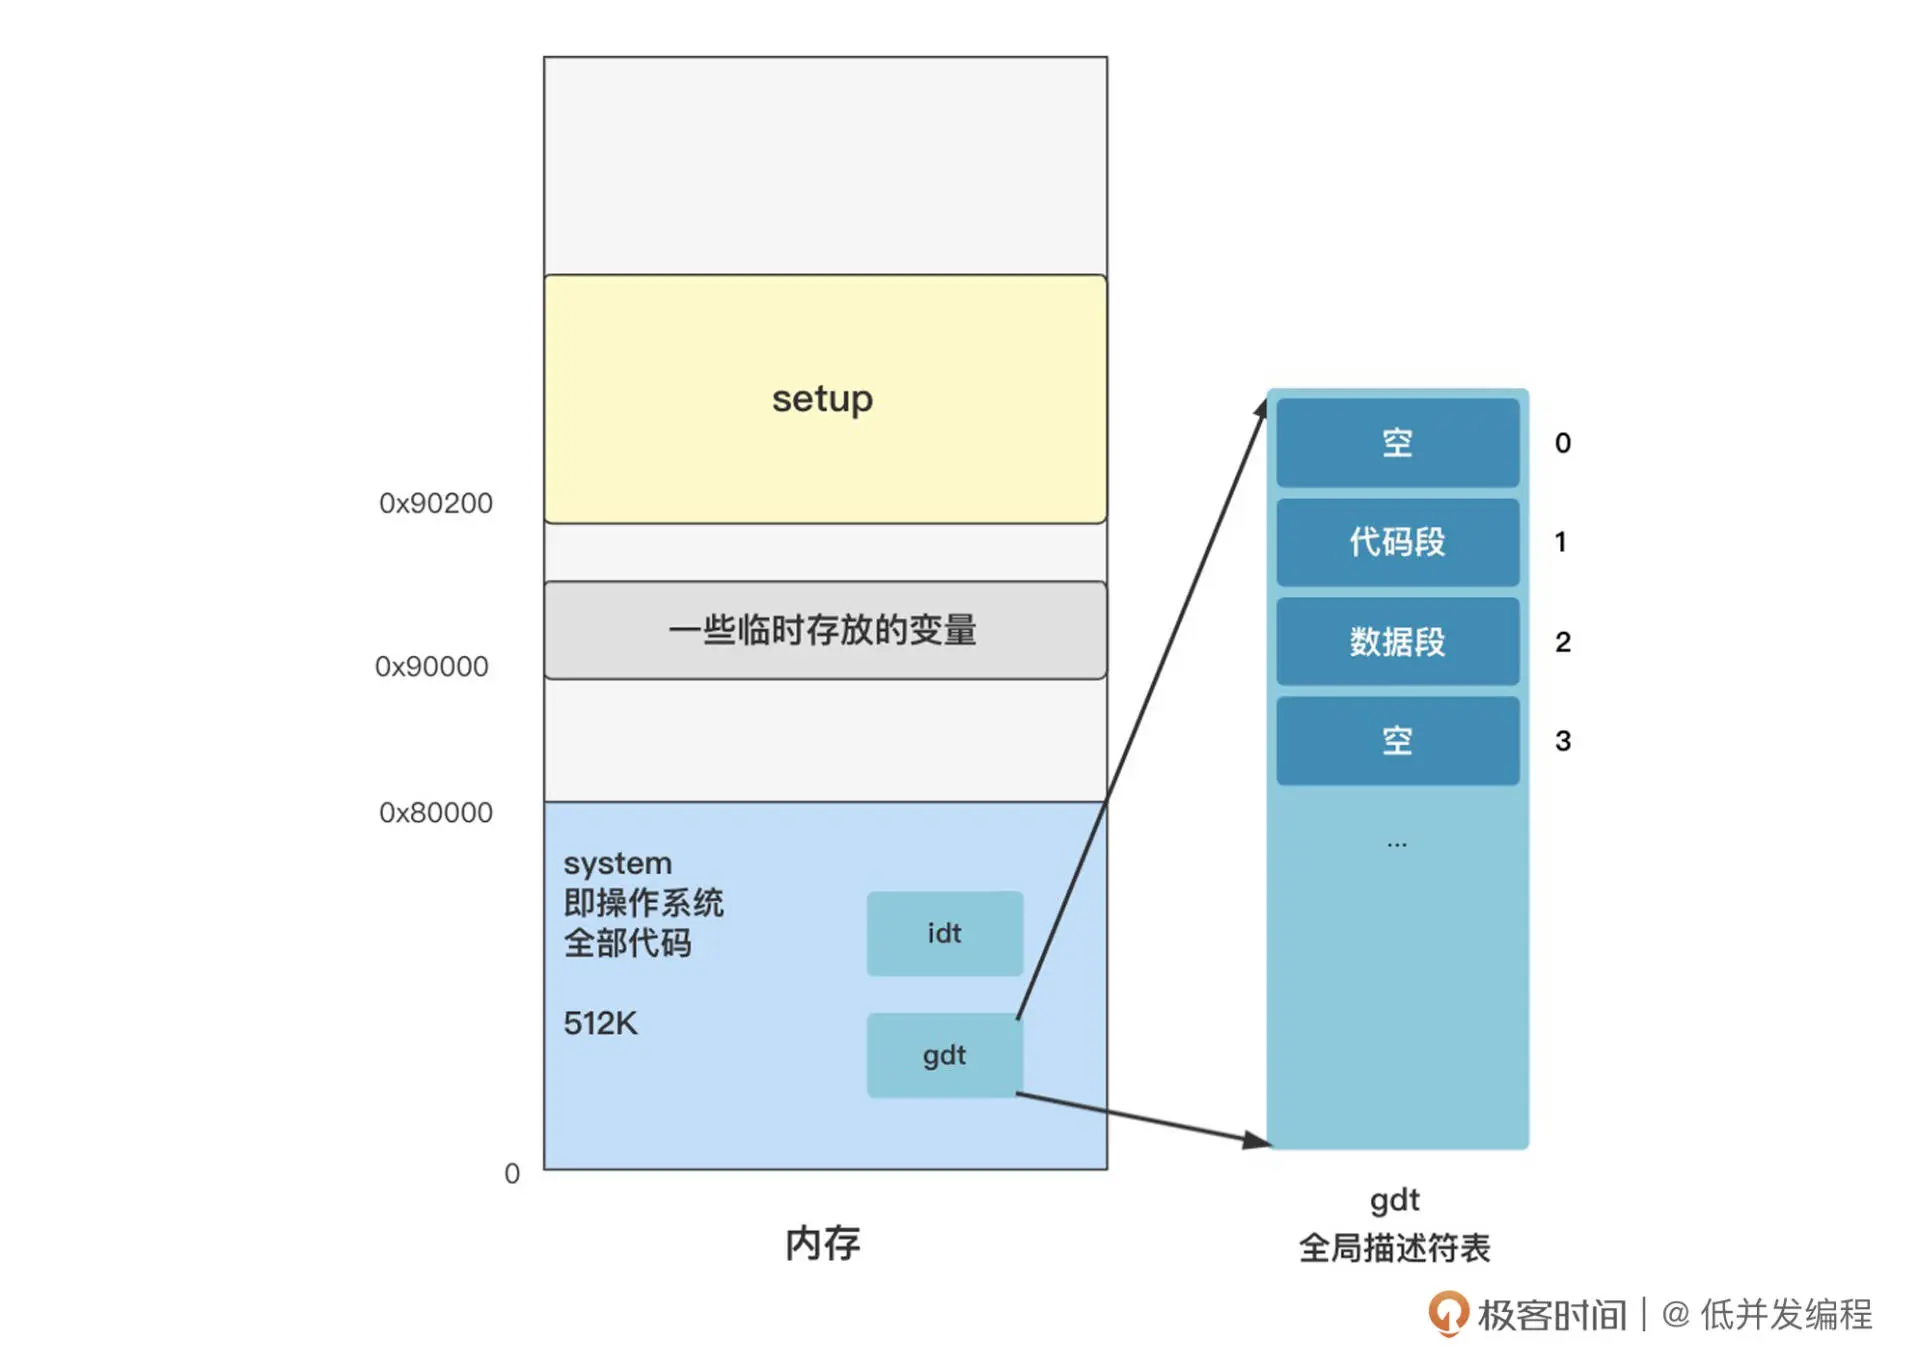 setup
0x90200
一些临时存放的变量
0x90000
0x80000
system
即操作系统
全部代码
512K
idt
gdt
0
内存
空 0
代码段 1
数据段 2
空 3
...
gdt
全局描述符表
极客时间 | @ 低并发编程